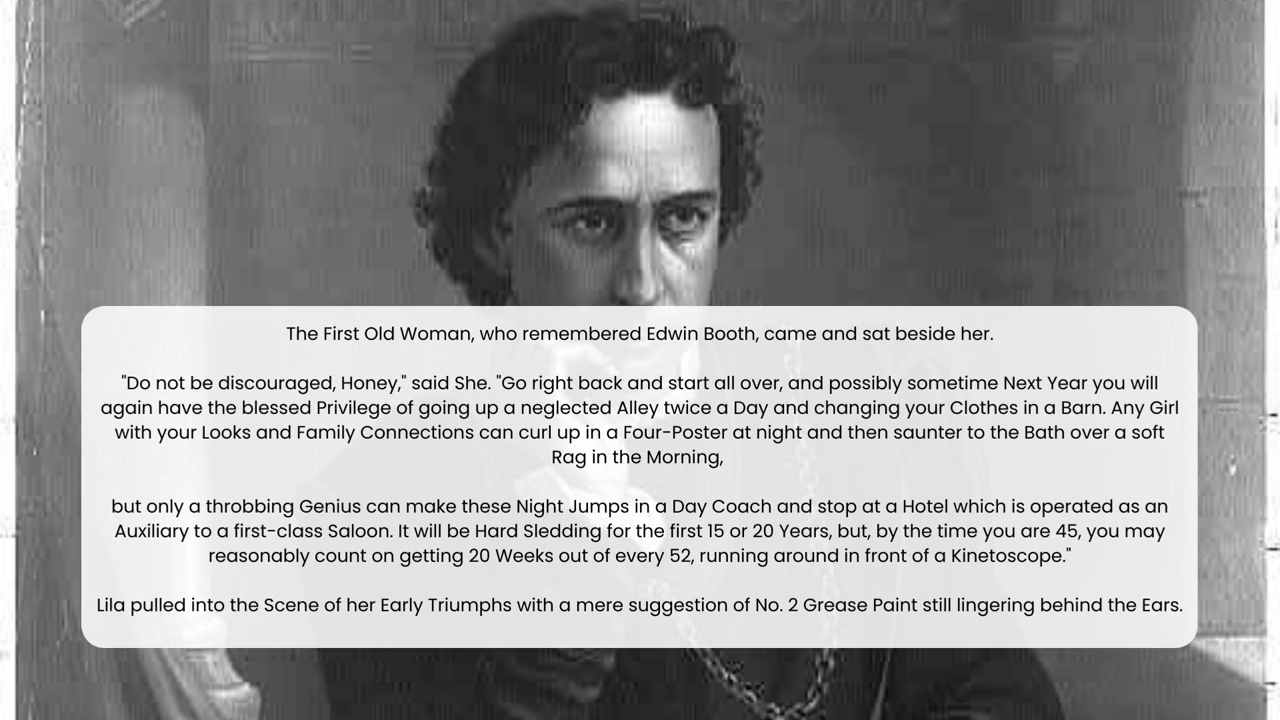 The First Old Woman, who remembered Edwin Booth, came and sat beside her.
"Do not be discouraged, Honey," said She. "Go right back and start all over, and possibly sometime Next Year you will
again have the blessed Privilege of going up a neglected Alley twice a Day and changing your Clothes in a Barn. Any Girl
with your Looks and Family Connections can curl up in a Four-Poster at night and then saunter to the Bath over a soft
Rag in the Morning,
but only a throbbing Genius can make these Night Jumps in a Day Coach and stop at a Hotel which is operated as an
Auxiliary to a first-class Saloon. It will be Hard Sledding for the first 15 or 20 Years, but, by the time you are 45, you may
reasonably count on getting 20 Weeks out of every 52, running around in front of a Kinetoscope."
Lila pulled into the Scene of her Early Triumphs with a mere suggestion of No. 2 Grease Paint still lingering behind the Ears.